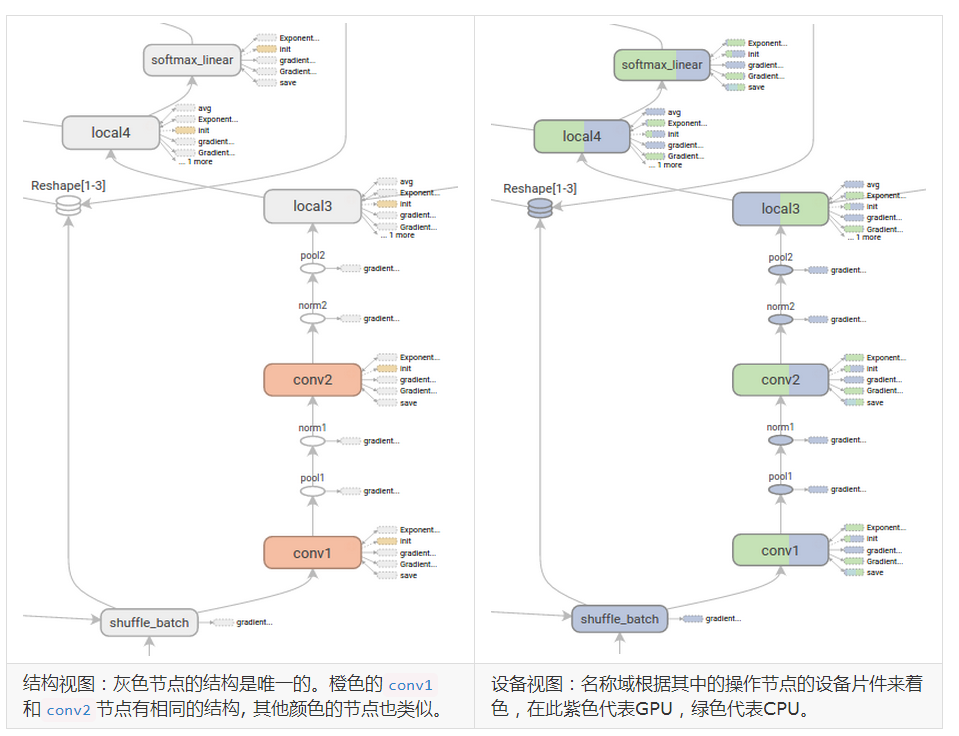 Exponent...
init
softmax_linear
gradient...
Gradient...
save
avg
Exponent...
local4
init
gradient...
Gradient...
... 1 more
Reshape[1-3]
avg
Exponent...
local3
init
gradient...
Gradient...
... 1 more
pool2
gradient...
norm2
gradient...
Exponent...
init
conv2
gradient...
Gradient...
save
norm1
gradient...
pool1
gradient...
Exponent...
init
conv1
gradient...
Gradient...
save
shuffle_batch
gradient...
结构视图：灰色节点的结构是唯一的。橙色的 conv1
和 conv2 节点有相同的结构, 其他颜色的节点也类似。
Exponent...
init
softmax_linear
gradient...
Gradient...
save
avg
Exponent...
local4
init
gradient...
Gradient...
... 1 more
Reshape[1-3]
avg
Exponent...
local3
init
gradient...
Gradient...
... 1 more
pool2
gradient...
norm2
gradient...
Exponent...
init
conv2
gradient...
Gradient...
save
norm1
gradient...
pool1
gradient...
Exponent...
init
conv1
gradient...
Gradient...
save
shuffle_batch
gradient...
设备视图：名称域根据其中的操作节点的设备片件来着
色，在此紫色代表GPU，绿色代表CPU。